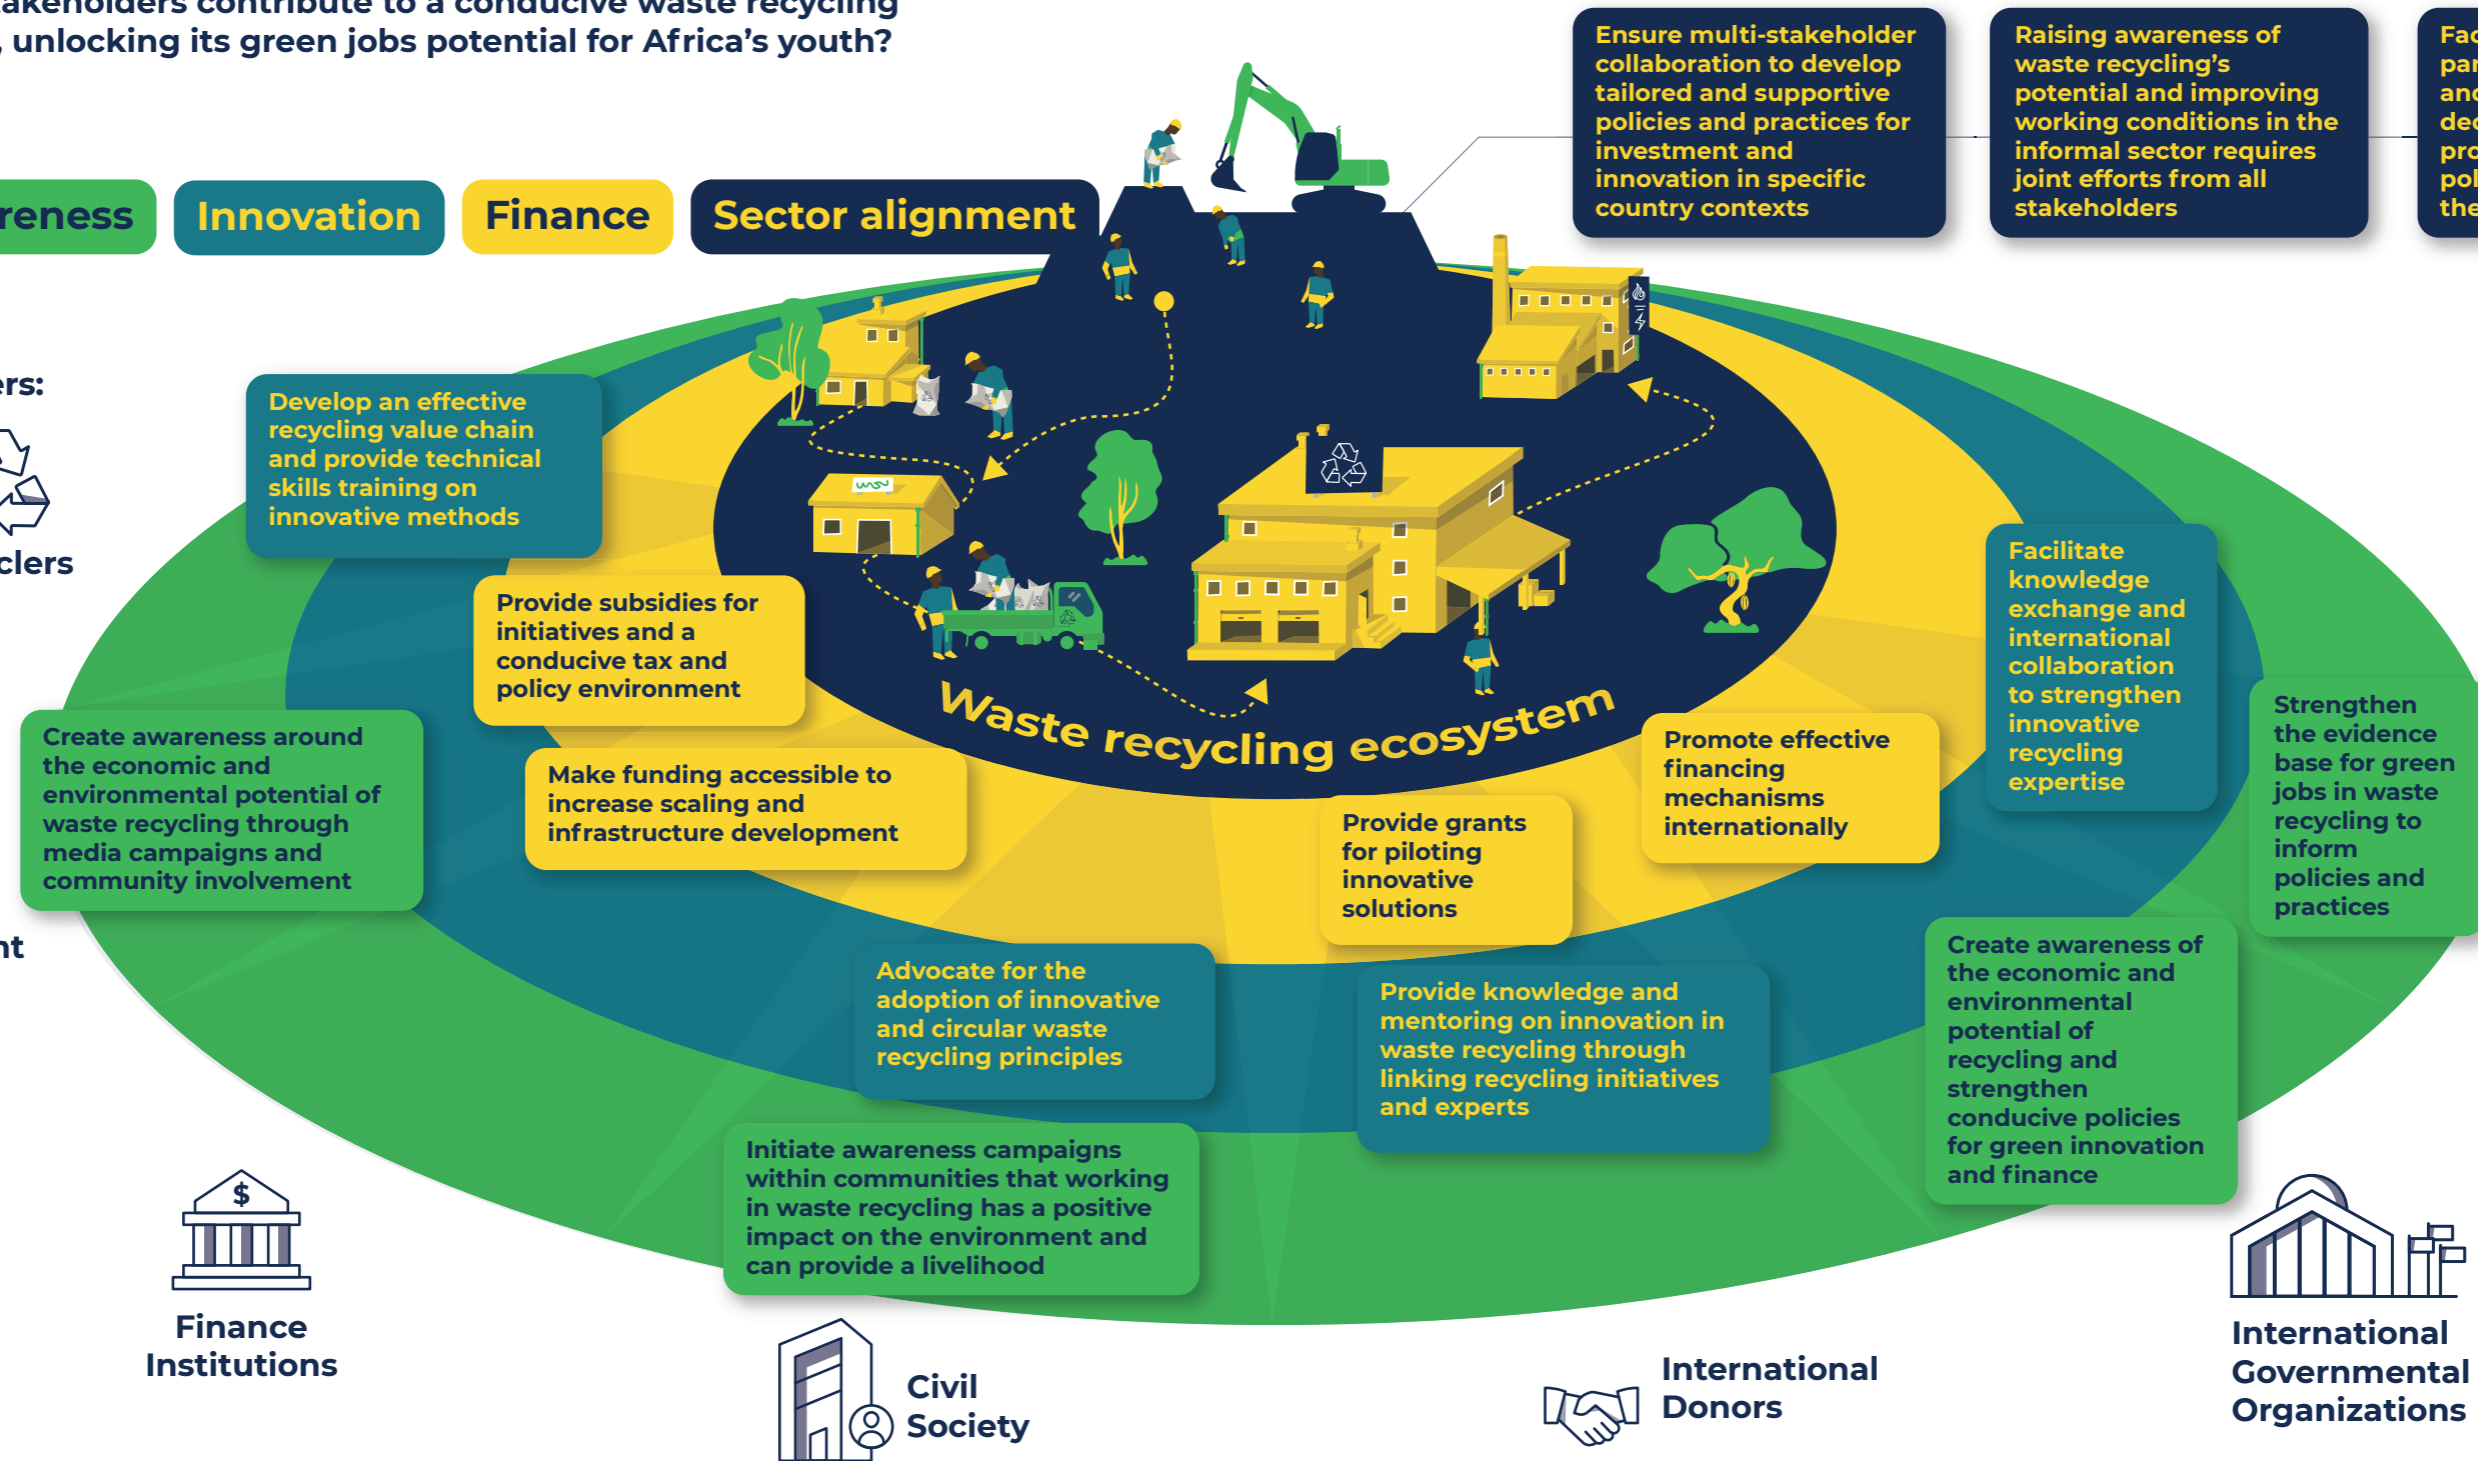 stakeholders contribute to a conducive waste recycling
, unlocking its green jobs potential for Africa's youth?
Ensure multi-stakeholder
collaboration to develop
tailored and supportive
policies and practices for
investment and
innovation in specific
country contexts
Raising awareness of
waste recycling's
potential and improving
working conditions in the
informal sector requires
joint efforts from all
stakeholders
Fac
par
and
dec
pro
pol
the
reness
Innovation
Finance
Sector alignment
ers:
clers
nt
Develop an effective
recycling value chain
and provide technical
skills training on
innovative methods
Provide subsidies for
initiatives and a
conducive tax and
policy environment
Create awareness around
the economic and
environmental potential of
waste recycling through
media campaigns and
community involvement
Make funding accessible to
increase scaling and
infrastructure development
Waste recycling ecosystem
Provide grants
for piloting
innovative
solutions
Promote effective
financing
mechanisms
internationally
Facilitate
knowledge
exchange and
international
collaboration
to strengthen
innovative
recycling
expertise
Strengthen
the evidence
base for green
jobs in waste
recycling to
inform
policies and
practices
Advocate for the
adoption of innovative
and circular waste
recycling principles
Provide knowledge and
mentoring on innovation in
waste recycling through
linking recycling initiatives
and experts
Create awareness of
the economic and
environmental
potential of
recycling and
strengthen
conducive policies
for green innovation
and finance
Initiate awareness campaigns
within communities that working
in waste recycling has a positive
impact on the environment and
can provide a livelihood
$
Finance
Institutions
Civil
Society
International
Donors
International
Governmental
Organizations